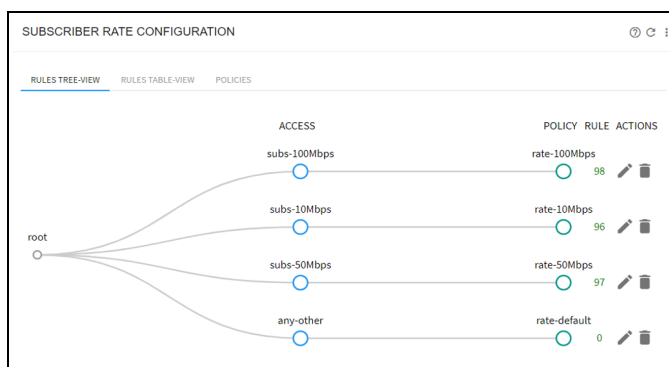 SUBSCRIBER RATE CONFIGURATION
RULES TREE-VIEW RULES TABLE-VIEW POLICIES
ACCESS POLICY RULE ACTIONS
subs-100Mbps rate-100Mbps
98
subs-10Mbps rate-10Mbps
96
root
subs-50Mbps rate-50Mbps
97
any-other rate-default
0